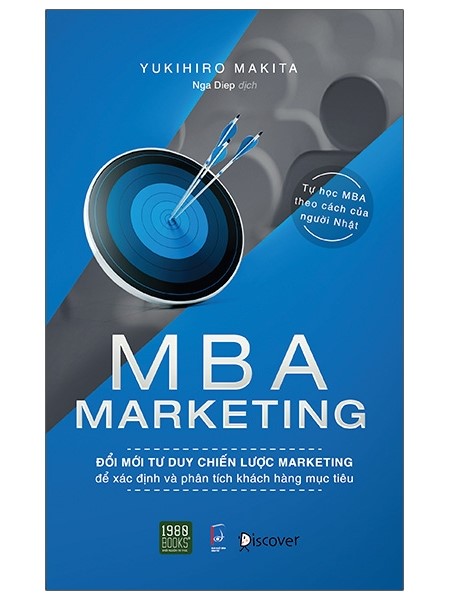 YUKIHIRO MAKITA
Nga Diep dịch
Tự học MBA
theo cách của
người Nhật
MBA
MARKETING
ĐỔI MỚI TƯ DUY CHIẾN LƯỢC MARKETING
để xác định và phân tích khách hàng mục tiêu
1980
BOOKS
Discover